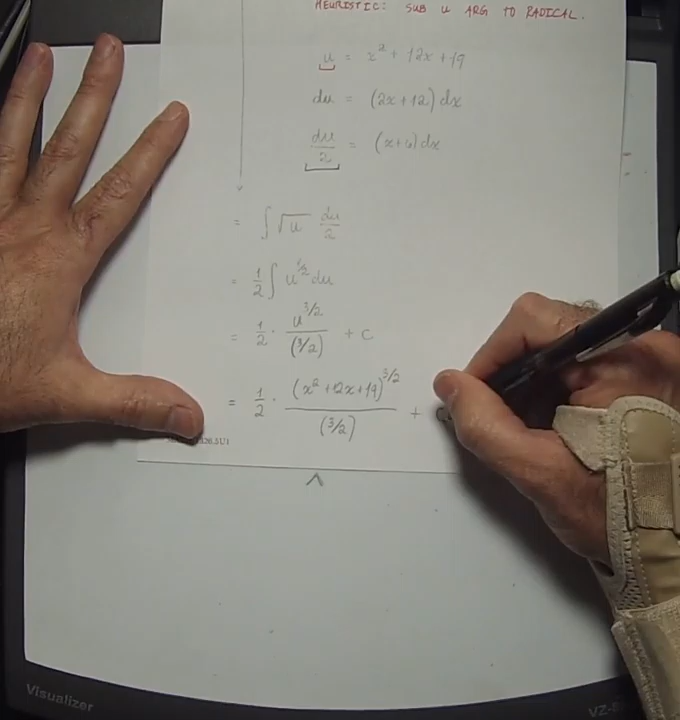 HEURISTIC: SUB U ARG TO RADICAL.
u = x² + 12x + 19
du = (2x+12)dx
du/2 = (x+6)dx
= ∫ √u du/2
= 1/2 ∫ u^1/2 du
= 1/2 · u^3/2 / (3/2) + C
= 1/2 · (x² + 12x + 19)^3/2 / (3/2) +
^
Visualizer